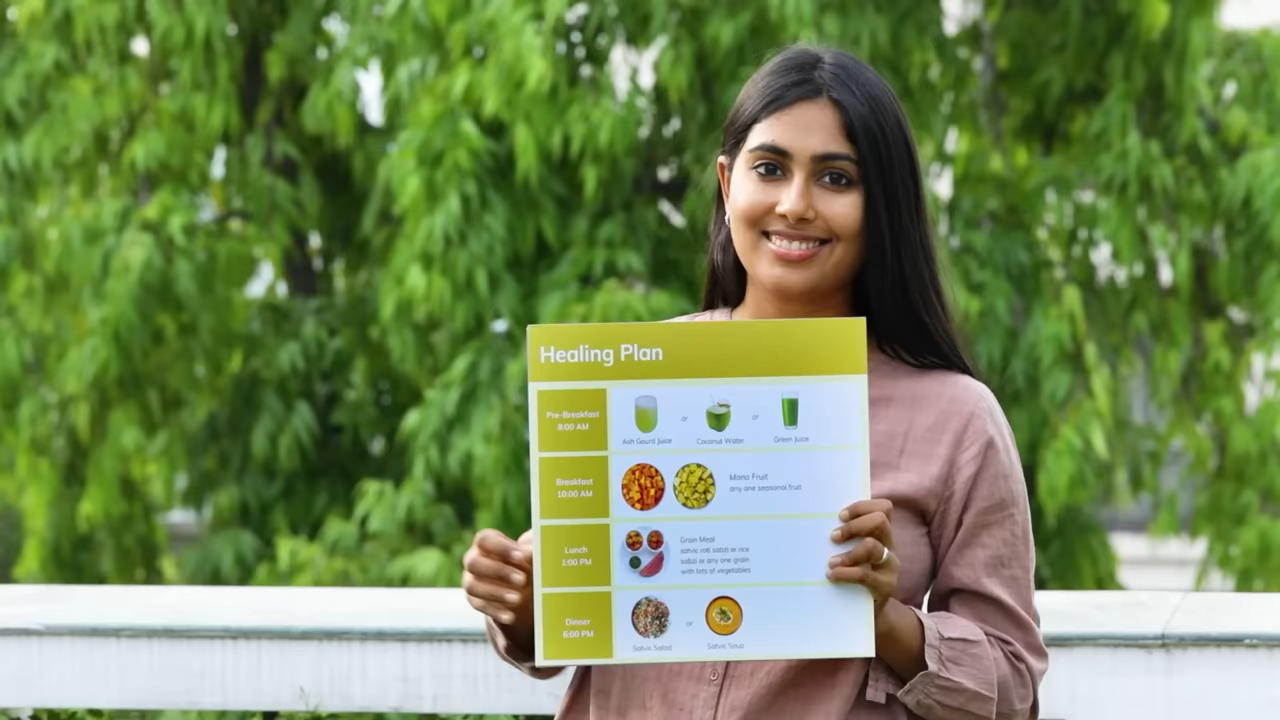 Healing Plan
Pre-Breakfast
8:00 AM
or
or
Ash Gourd Juice
Coconut Water
Green Juice
Breakfast
10:00 AM
Mono Fruit
any one seasonal fruit
Lunch
1:00 PM
Grain Meal
satvic roti sabzi or rice
sabzi or any one grain
with lots of vegetables
Dinner
6:00 PM
or
Satvic Salad
Satvic Soup